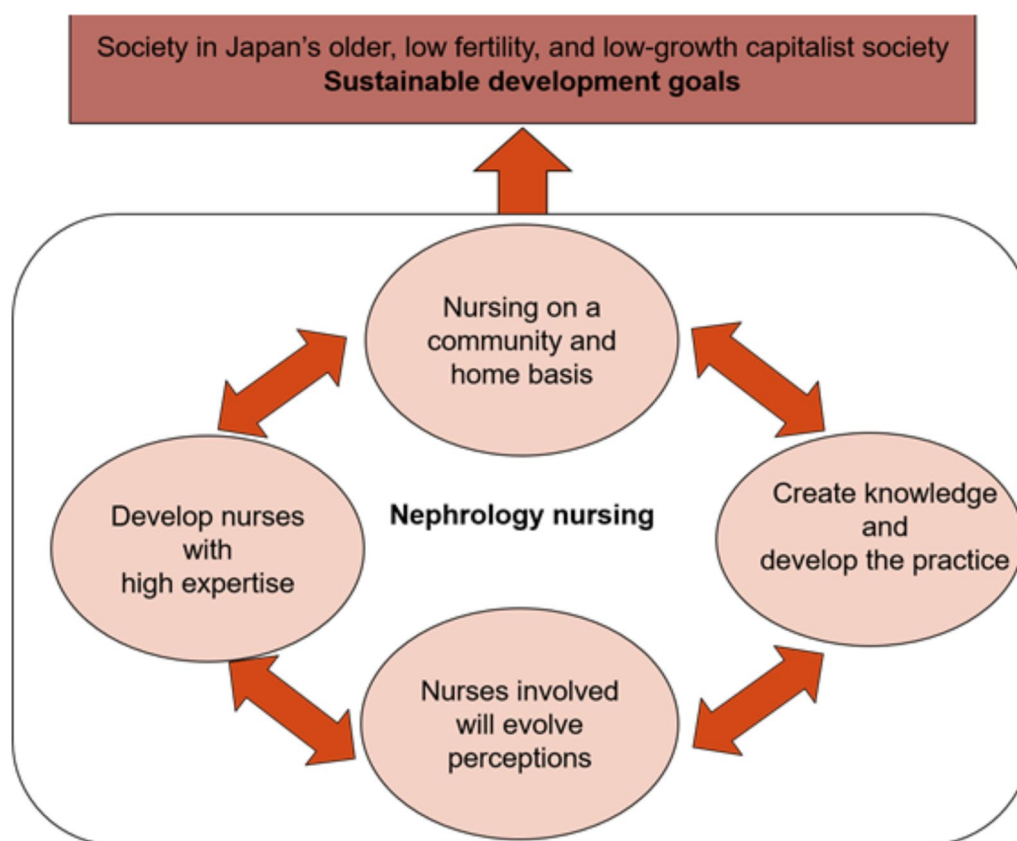 Society in Japan's older, low fertility, and low-growth capitalist society
Sustainable development goals
Nursing on a
community and
home basis
Develop nurses
with
high expertise
Nephrology nursing
Create knowledge
and
develop the practice
Nurses involved
will evolve
perceptions